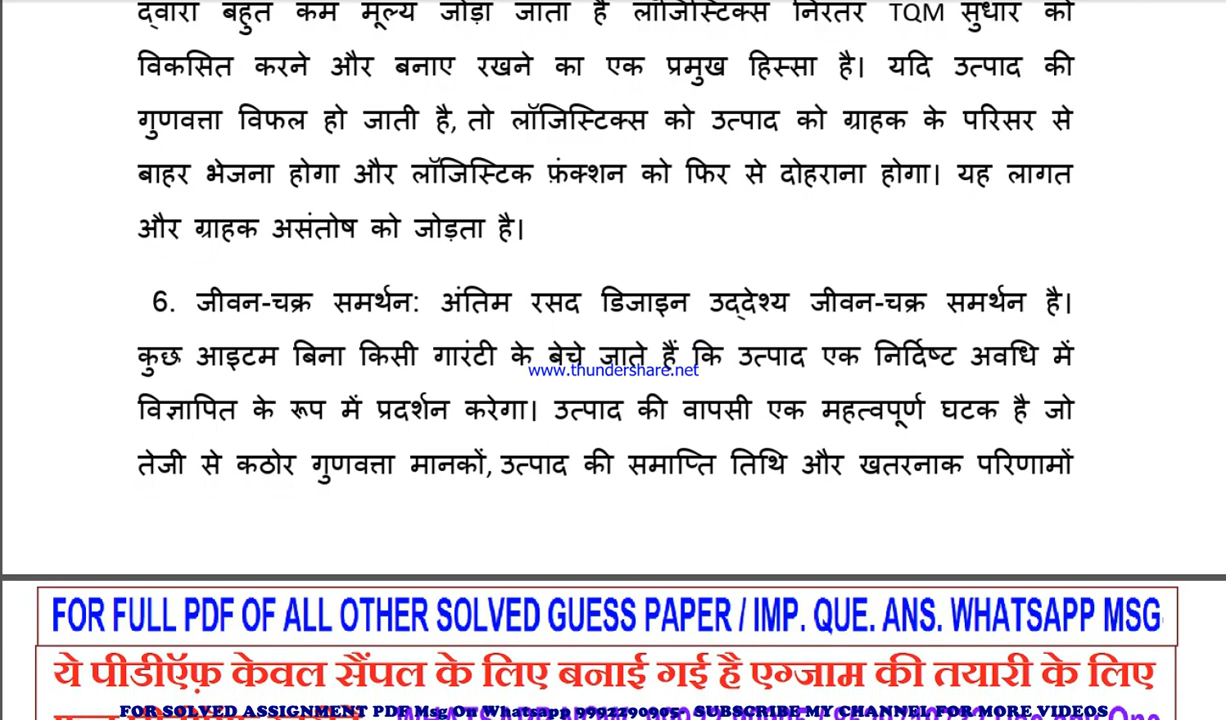 द्वारा बहुत कम मूल्य जोड़ा जाता है लॉजिस्टिक्स निरंतर TQM सुधार को
विकसित करने और बनाए रखने का एक प्रमुख हिस्सा है। यदि उत्पाद की
गुणवत्ता विफल हो जाती है, तो लॉजिस्टिक्स को उत्पाद को ग्राहक के परिसर से
बाहर भेजना होगा और लॉजिस्टिक फ़ंक्शन को फिर से दोहराना होगा। यह लागत
और ग्राहक असंतोष को जोड़ता है।
6. जीवन-चक्र समर्थन: अंतिम रसद डिजाइन उद्देश्य जीवन-चक्र समर्थन है।
कुछ आइटम बिना किसी गारंटी के बेचे जाते हैं कि उत्पाद एक निर्दिष्ट अवधि में
www.thundershare.net
विज्ञापित के रूप में प्रदर्शन करेगा। उत्पाद की वापसी एक महत्वपूर्ण घटक है जो
तेजी से कठोर गुणवत्ता मानकों, उत्पाद की समाप्ति तिथि और खतरनाक परिणामों
FOR FULL PDF OF ALL OTHER SOLVED GUESS PAPER / IMP. QUE. ANS. WHATSAPP MSG
ये पीडीऍफ़ केवल सैंपल के लिए बनाई गई है एग्जाम की तयारी के लिए
FOR SOLVED ASSIGNMENT PDF Msg On Whatsapp 9992290905- SUBSCRIBE MY CHANNEL FOR MORE VIDEOS